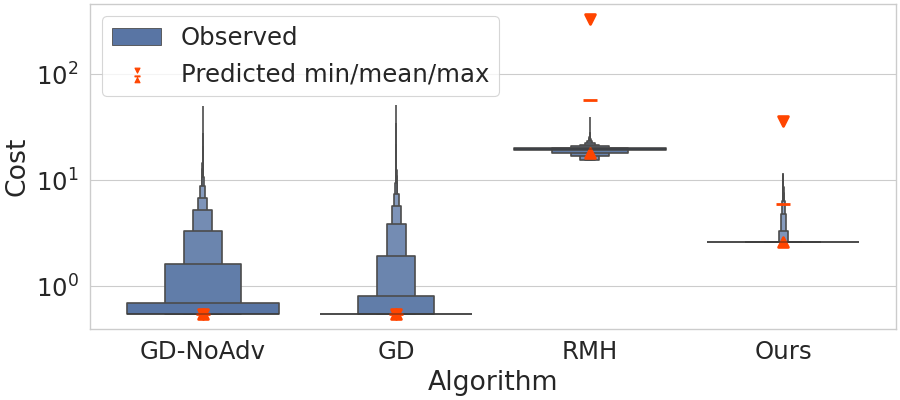 Observed
Predicted min/mean/max
Cost
10²
10¹
10⁰
GD-NoAdv GD RMH Ours
Algorithm